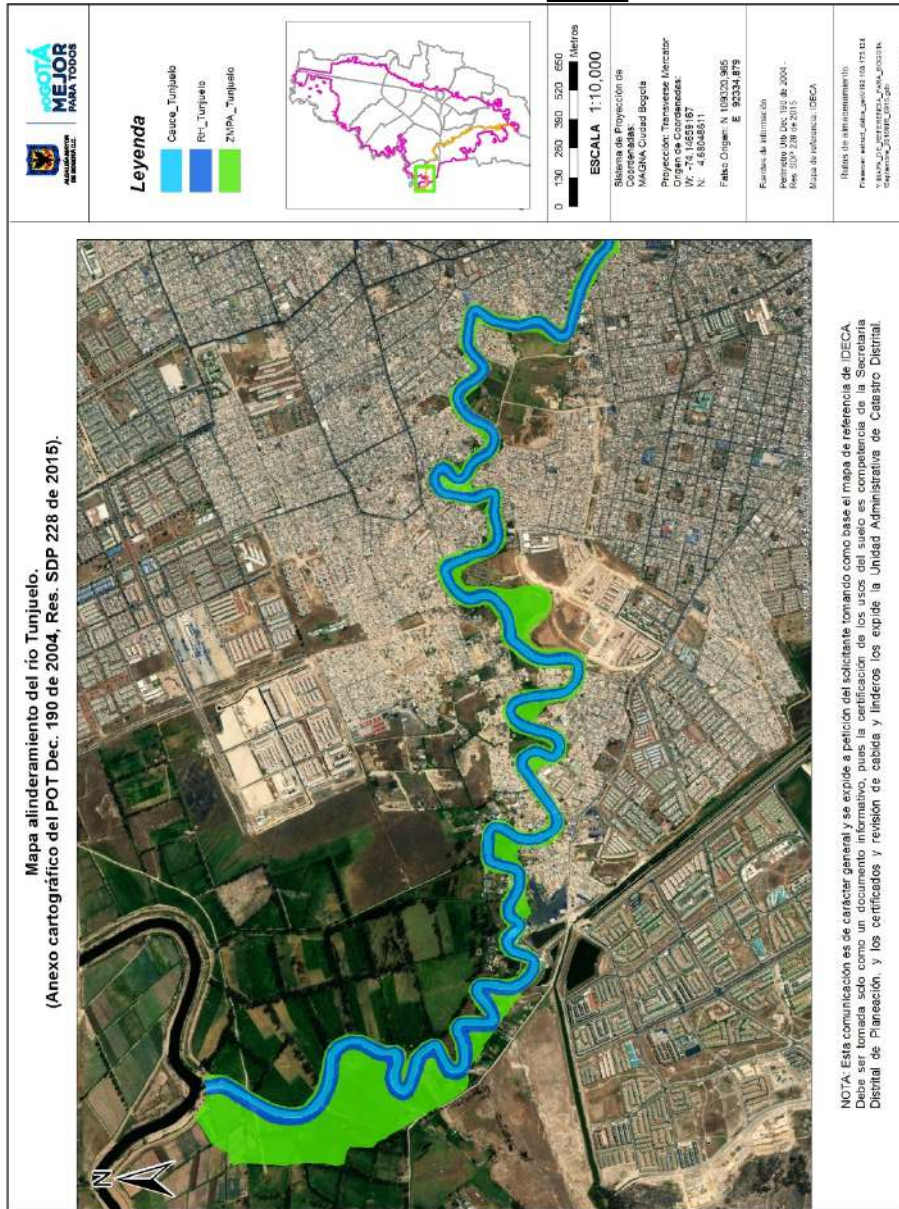 Mapa alinderamiento del río Tunjuelo.
(Anexo cartográfico del POT Dec. 190 de 2004, Res. SDP 228 de 2015).
N
NOTA: Esta comunicación es de carácter general y se expide a petición del solicitante tomando como base el mapa de referencia de IDECA.
Debe ser tomada solo como un documento informativo, pues la certificación de los usos del suelo es competencia de la Secretaria
Distrital de Planeación, y los certificados y revisión de cabida y linderos los expide la Unidad Administrativa de Catastro Distrital.
ALCALDÍA MAYOR
DE BOGOTÁ D.C.
BOGOTÁ
MEJOR
PARA TODOS
Leyenda
Cauce_Tunjuelo
RH_Tunjuelo
ZMPA_Tunjuelo
0 130 260 390 520 650
Metros
ESCALA 1:10,000
Sistema de Proyección de
Coordenadas:
MAGNA Ciudad Bogotá
Proyección: Transverse Mercator
Origen de Coordenadas:
W: -74,14659167
N: 4,68048611
Falso Origen: N 109320,965
E 92334,879
Fuentes de información
Perímetro Urb Dec 190 de 2004 -
Res. SDP 228 de 2015
Mapa de referencia: IDECA
Rutas de almacenamiento: